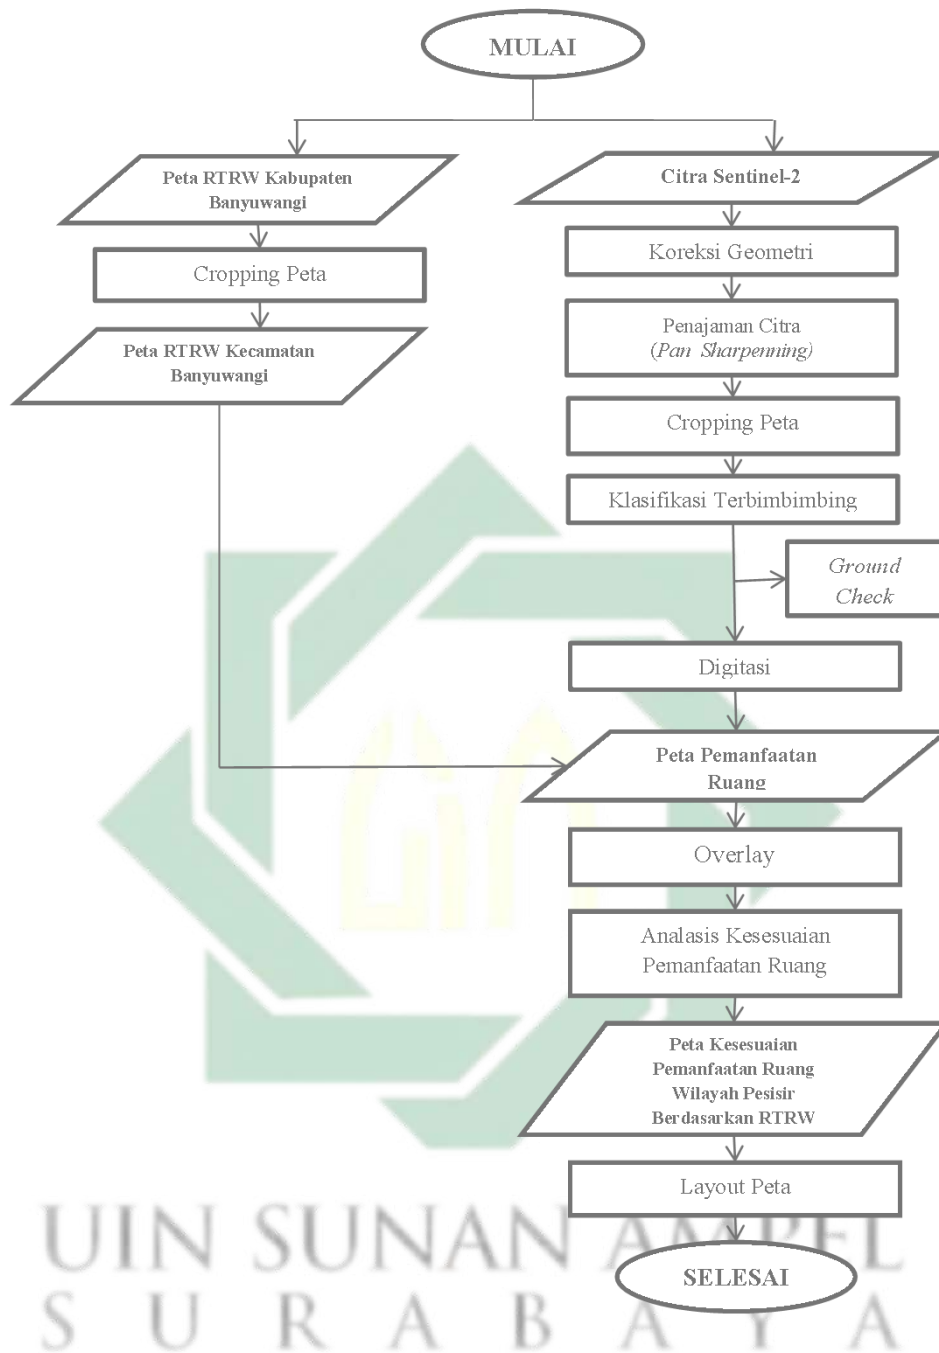 MULAI
Peta RTRW Kabupaten
Banyuwangi
Cropping Peta
Peta RTRW Kecamatan
Banyuwangi
Citra Sentinel-2
Koreksi Geometri
Penajaman Citra
(Pan Sharpenning)
Cropping Peta
Klasifikasi Terbimbimbing
Ground
Check
Digitasi
Peta Pemanfaatan
Ruang
Overlay
Analasis Kesesuaian
Pemanfaatan Ruang
Peta Kesesuaian
Pemanfaatan Ruang
Wilayah Pesisir
Berdasarkan RTRW
Layout Peta
SELESAI
UIN SUNAN AMPEL
SURABAYA